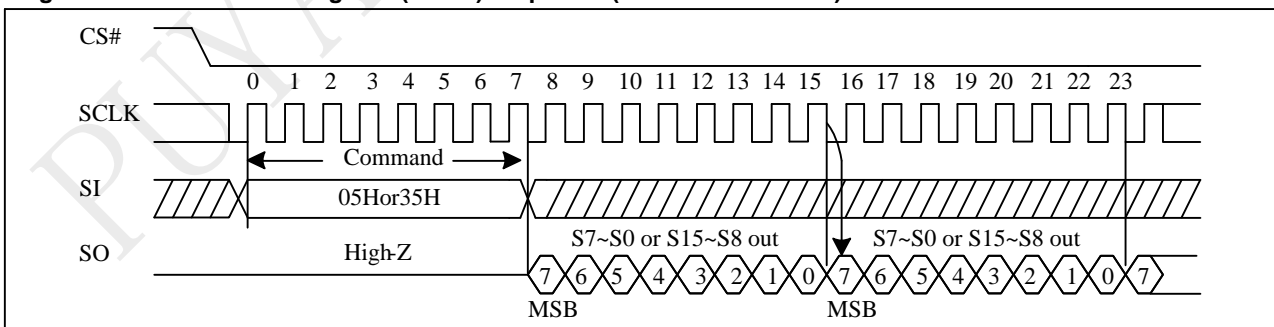 CS#
0 1 2 3 4 5 6 7 8 9 10 11 12 13 14 15 16 17 18 19 20 21 22 23
SCLK
Command
SI
05Hor35H
S7~S0 or S15~S8 out S7~S0 or S15~S8 out
SO
High-Z
7 6 5 4 3 2 1 0 7 6 5 4 3 2 1 0 7
MSB MSB